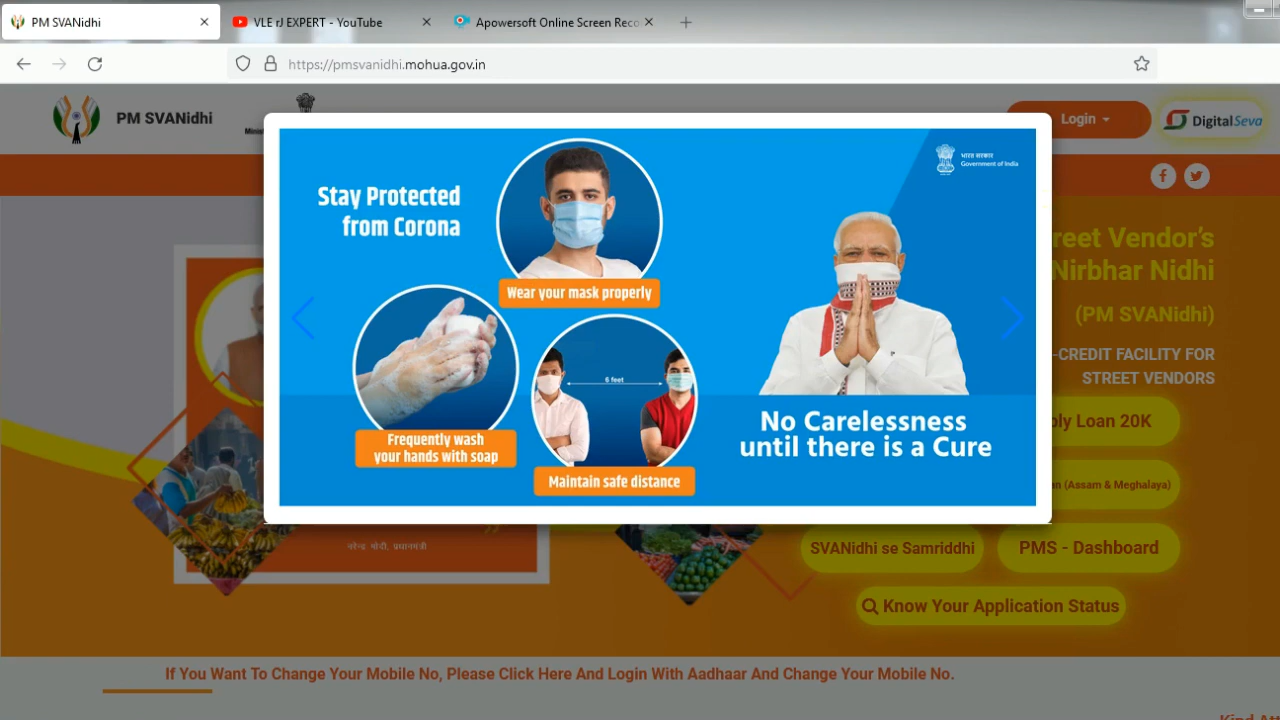 PM SVANidhi
VLE rJ EXPERT - YouTube
Apowersoft Online Screen Reco
https://pmsvanidhi.mohua.gov.in
PM SVANidhi
Login
DigitalSeva
भारत सरकार
Government of India
Stay Protected
from Corona
Wear your mask properly
6 feet
Frequently wash
your hands with soap
Maintain safe distance
No Carelessness
until there is a Cure
reet Vendor's
Nirbhar Nidhi
(PM SVANidhi)
-CREDIT FACILITY FOR
STREET VENDORS
ply Loan 20K
an (Assam & Meghalaya)
नरेन्द्र मोदी, प्रधानमंत्री
SVANidhi se Samriddhi
PMS - Dashboard
Know Your Application Status
If You Want To Change Your Mobile No, Please Click Here And Login With Aadhaar And Change Your Mobile No.